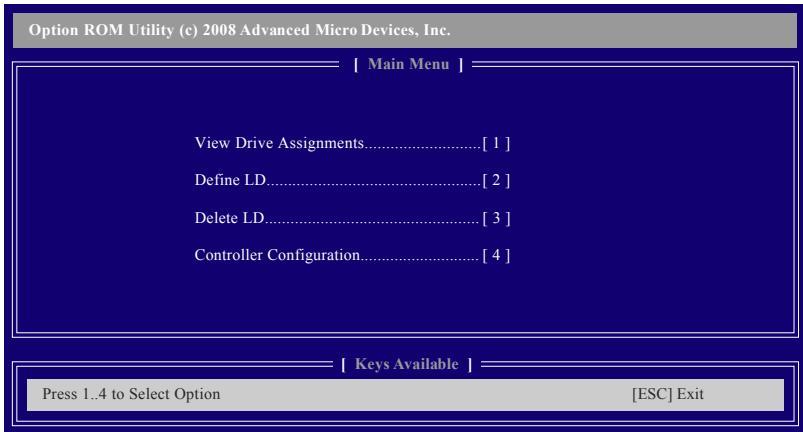 Option ROM Utility (c) 2008 Advanced Micro Devices, Inc.
[ Main Menu ]
View Drive Assignments...........................[ 1 ]
Define LD.................................................[ 2 ]
Delete LD.................................................[ 3 ]
Controller Configuration............................[ 4 ]
[ Keys Available ]
Press 1..4 to Select Option [ESC] Exit